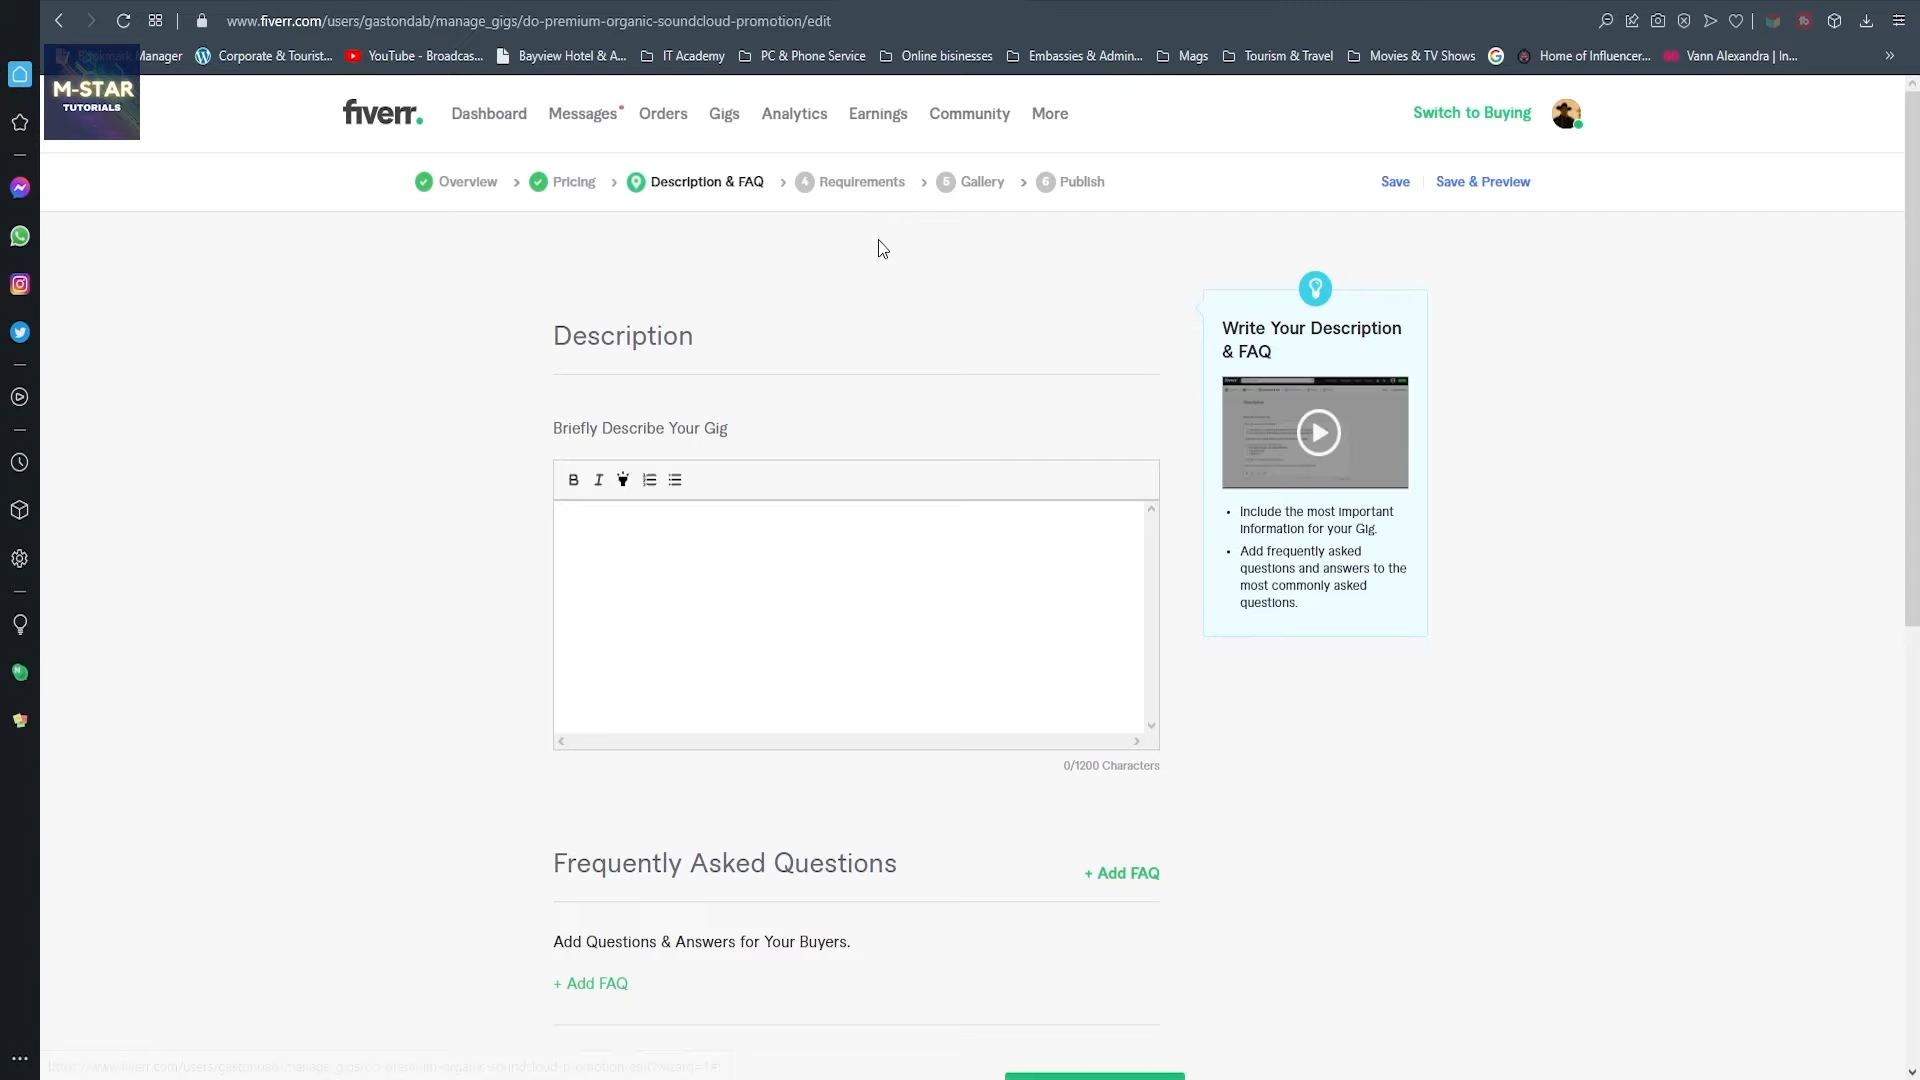 www.fiverr.com/users/gastondab/manage_gigs/do-premium-organic-soundcloud-promotion/edit
Bookmark Manager Corporate & Tourist... YouTube - Broadcas... Bayview Hotel & A... IT Academy PC & Phone Service Online bisinesses Embassies & Admin... Mags Tourism & Travel Movies & TV Shows Home of Influencer... Vann Alexandra | In...
M-STAR
TUTORIALS
fiverr. Dashboard Messages Orders Gigs Analytics Earnings Community More Switch to Buying
Overview Pricing Description & FAQ 4 Requirements 5 Gallery 6 Publish Save Save & Preview
Description
Briefly Describe Your Gig
B I
0/1200 Characters
Write Your Description
& FAQ
• Include the most important
information for your Gig.
• Add frequently asked
questions and answers to the
most commonly asked
questions.
Frequently Asked Questions
+ Add FAQ
Add Questions & Answers for Your Buyers.
+ Add FAQ